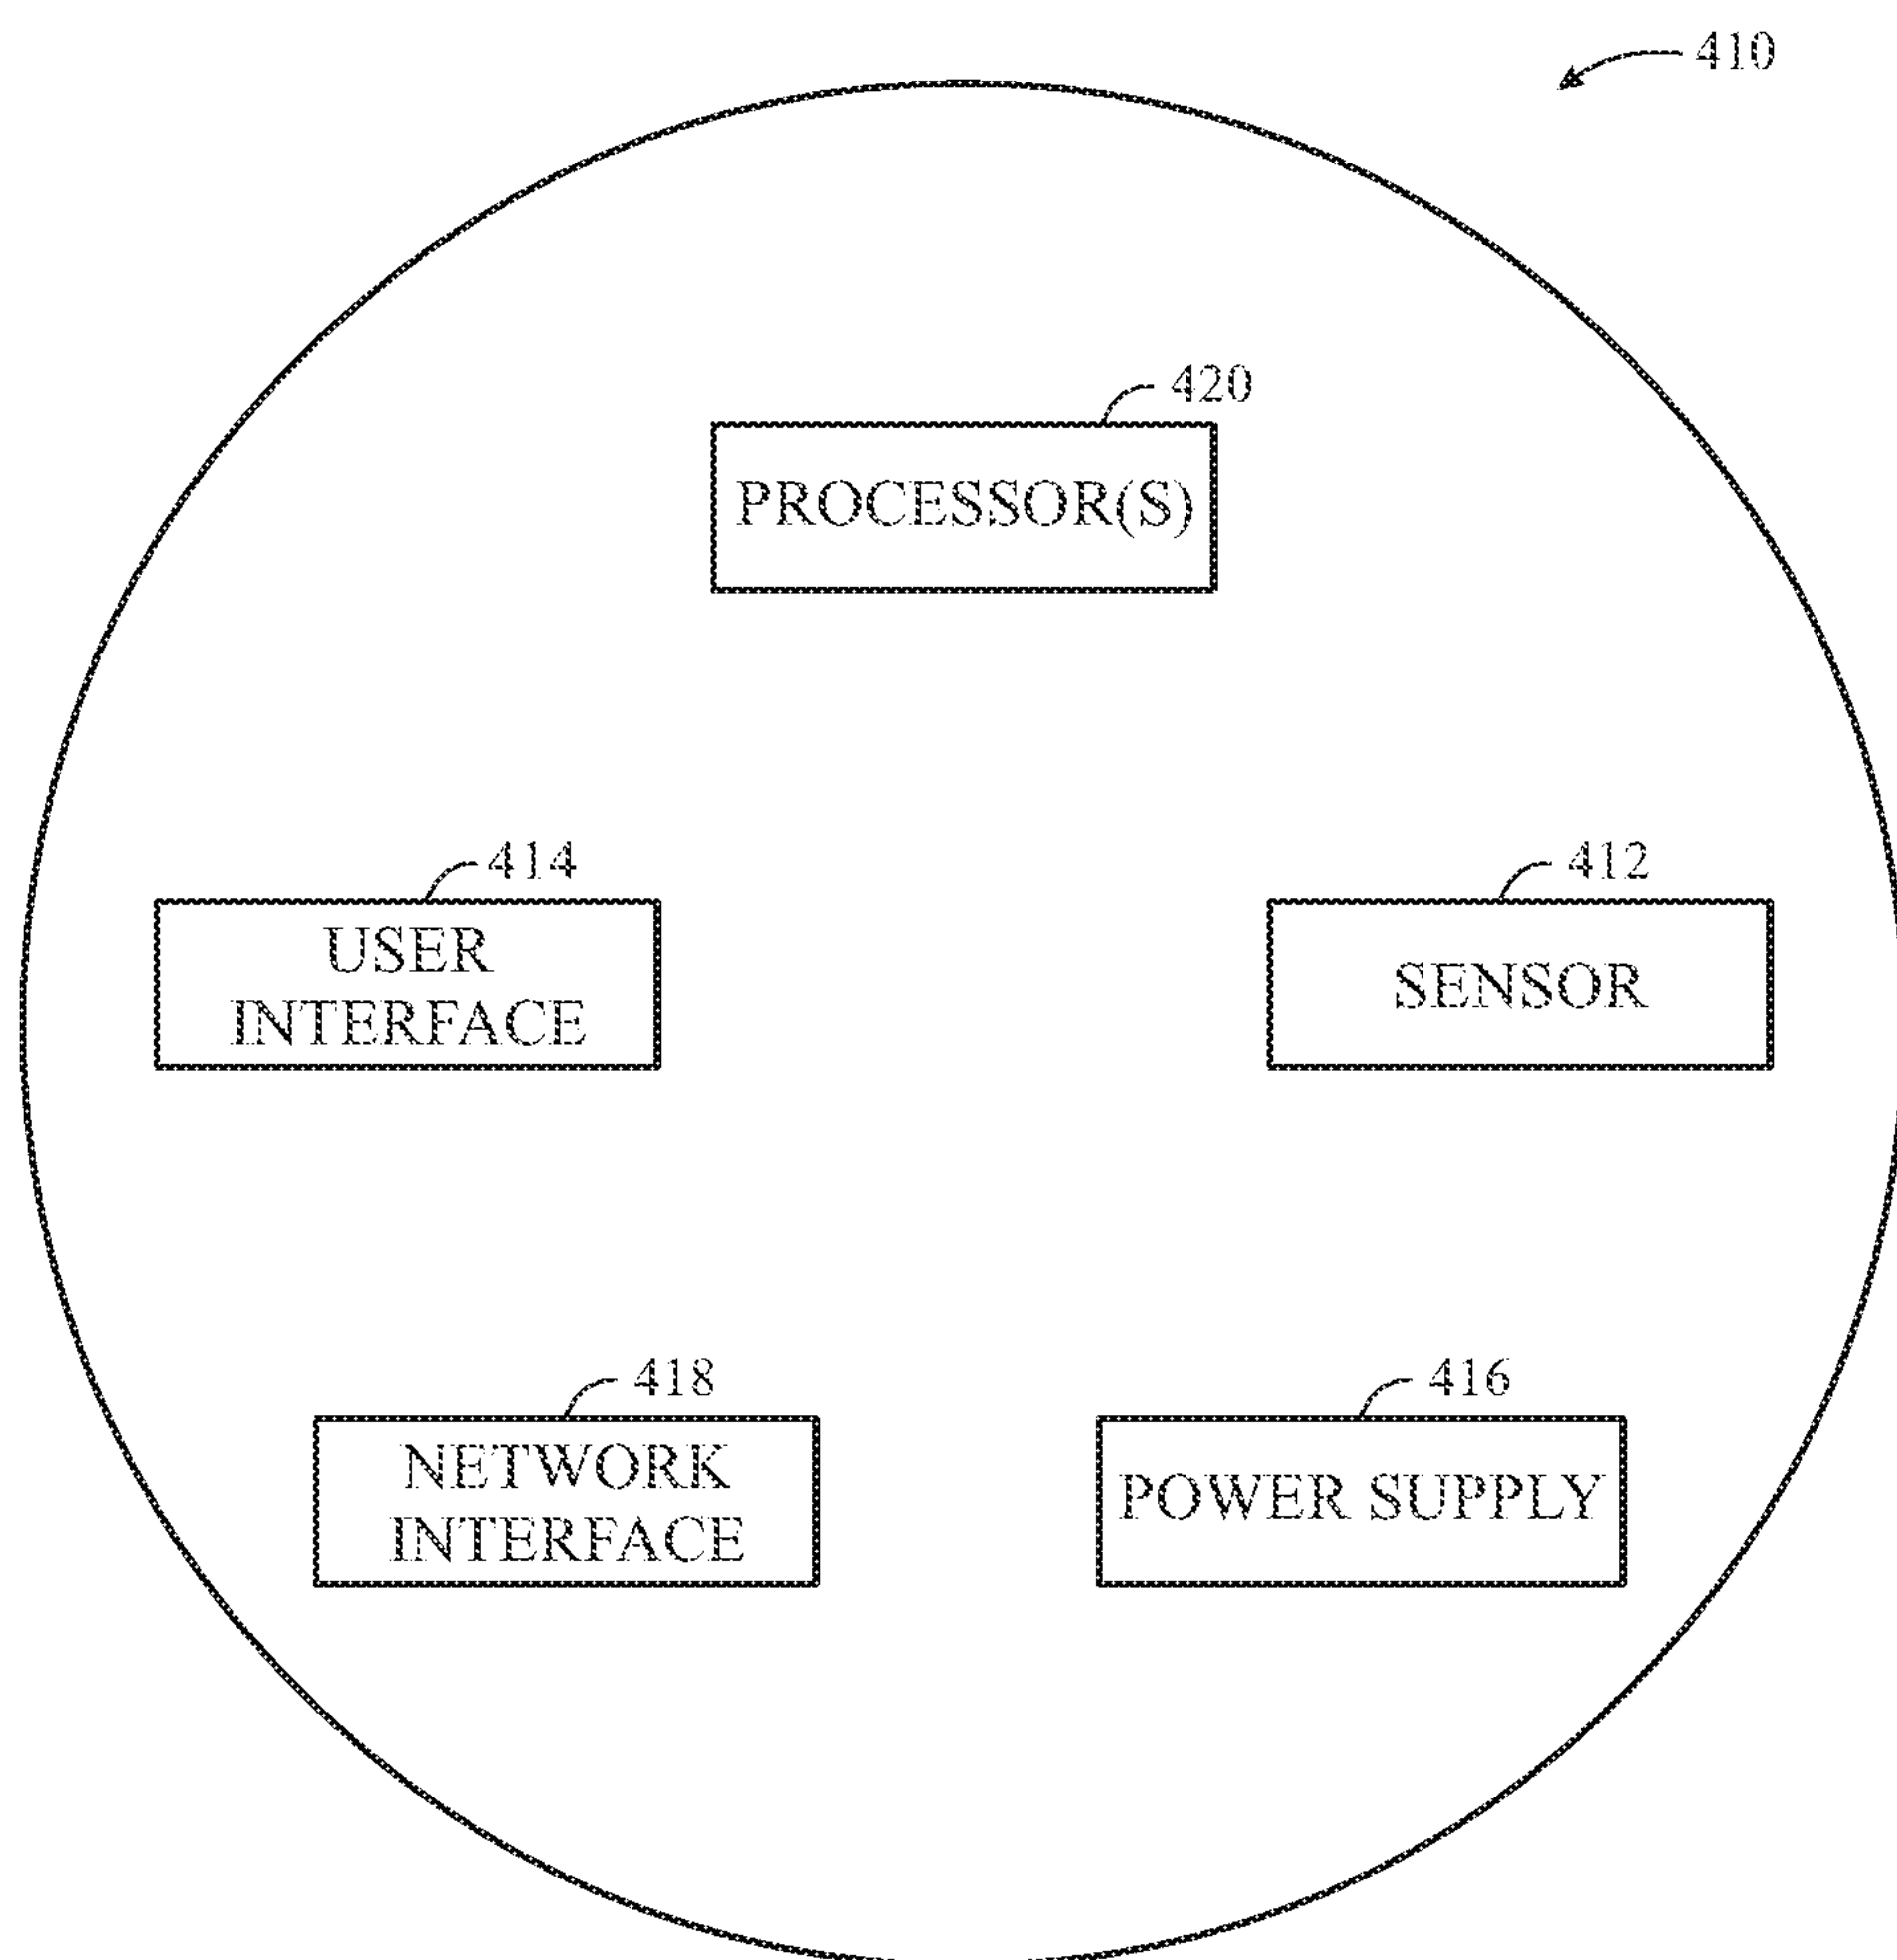 410
420
PROCESSOR(S)
414
USER
INTERFACE
412
SENSOR
418
NETWORK
INTERFACE
416
POWER SUPPLY